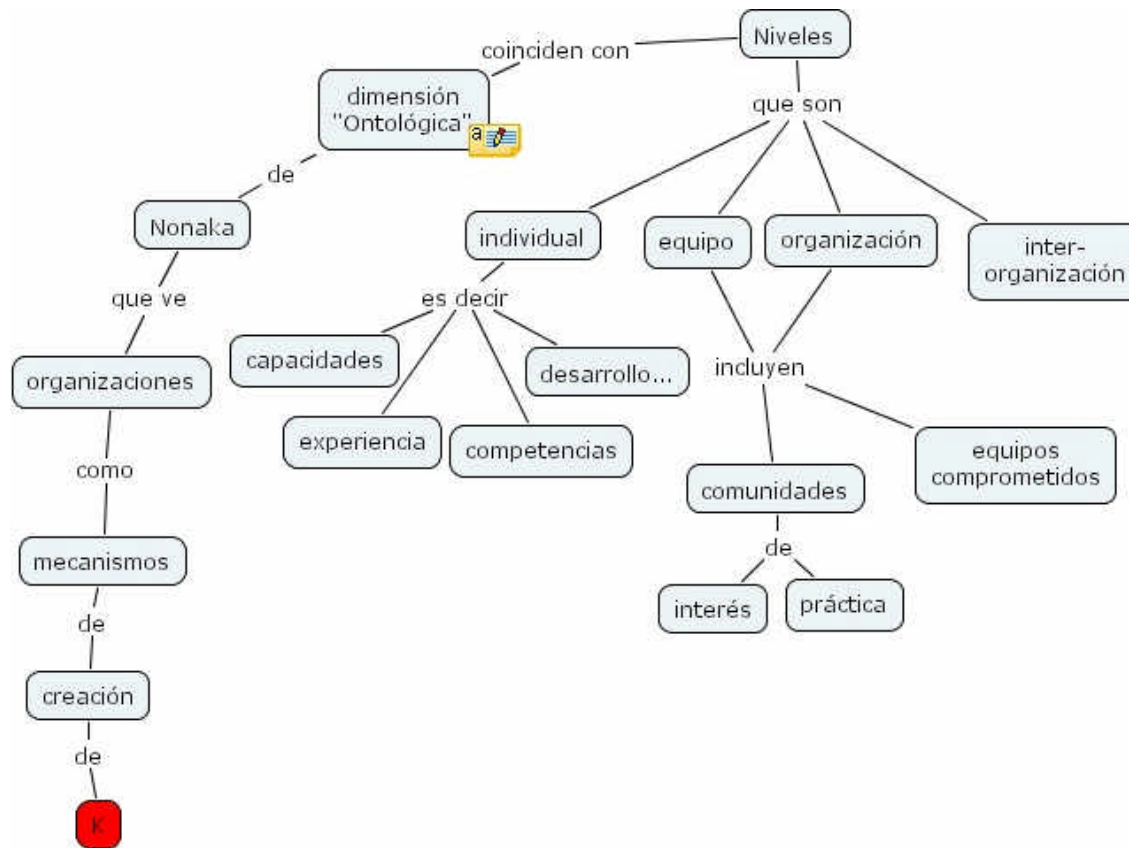 Niveles
coinciden con
dimensión
"Ontológica"
a
que son
de
Nonaka
individual
equipo
organización
inter-
organización
que ve
es decir
organizaciones
capacidades
desarrollo...
incluyen
experiencia
competencias
equipos
comprometidos
como
comunidades
mecanismos
de
interés
práctica
de
creación
de
K